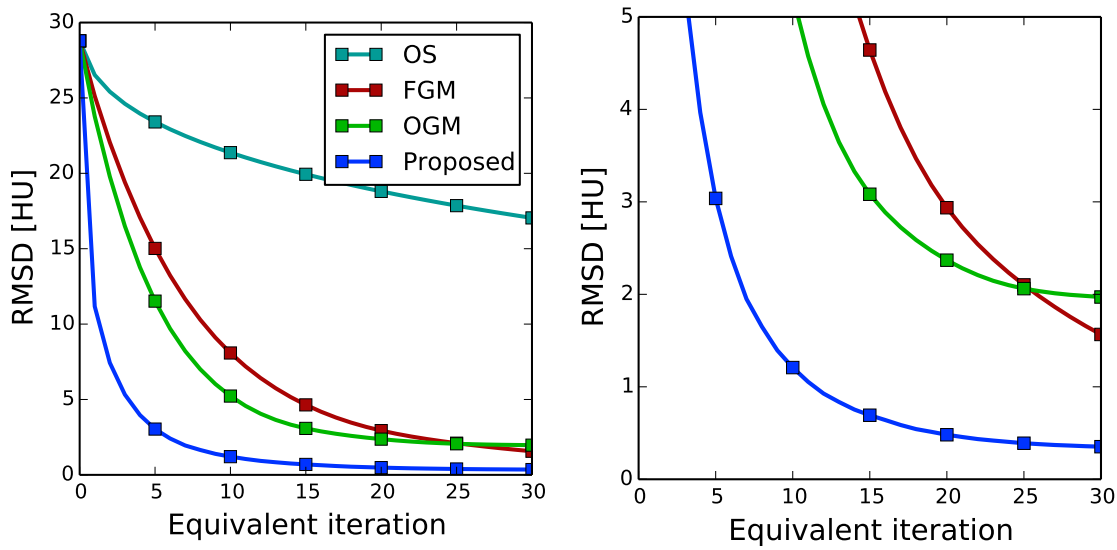 30
25
20
15
10
5
0
RMSD [HU]
OS
FGM
OGM
Proposed
0 5 10 15 20 25 30
Equivalent iteration
5
4
3
2
1
0
RMSD [HU]
0 5 10 15 20 25 30
Equivalent iteration